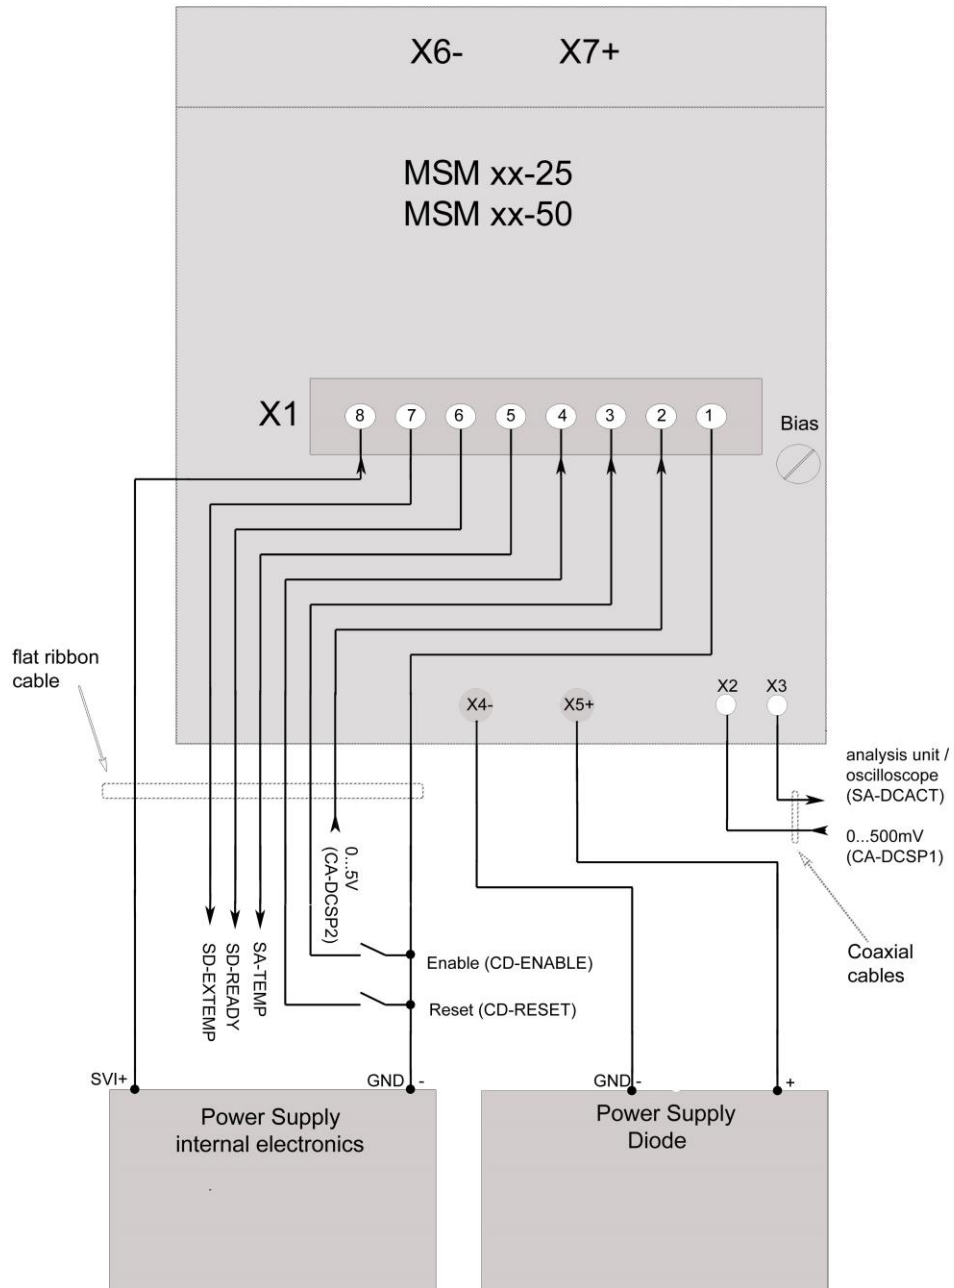 X6- X7+
MSM xx-25
MSM xx-50
X1
8 7 6 5 4 3 2 1
Bias
flat ribbon
cable
X4- X5+ X2 X3
analysis unit /
oscilloscope
(SA-DCACT)
0...500mV
(CA-DCSP1)
0...5V
(CA-DCSP2)
SD-EXTEMP
SD-READY
SA-TEMP
Enable (CD-ENABLE)
Reset (CD-RESET)
Coaxial
cables
SVI+ GND - GND - +
Power Supply
internal electronics
Power Supply
Diode